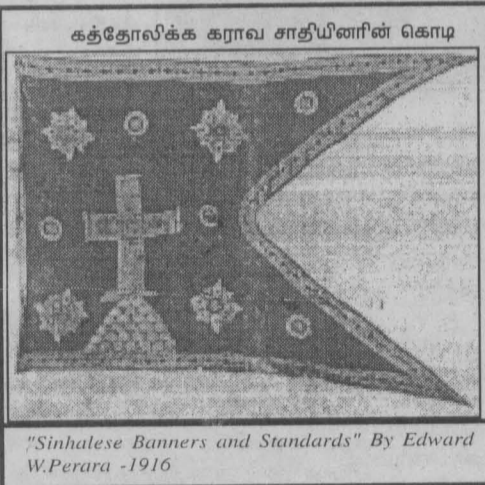 கத்தோலிக்க கராவ சாதியினரின் கொடி
"Sinhalese Banners and Standards" By Edward
W.Perara -1916